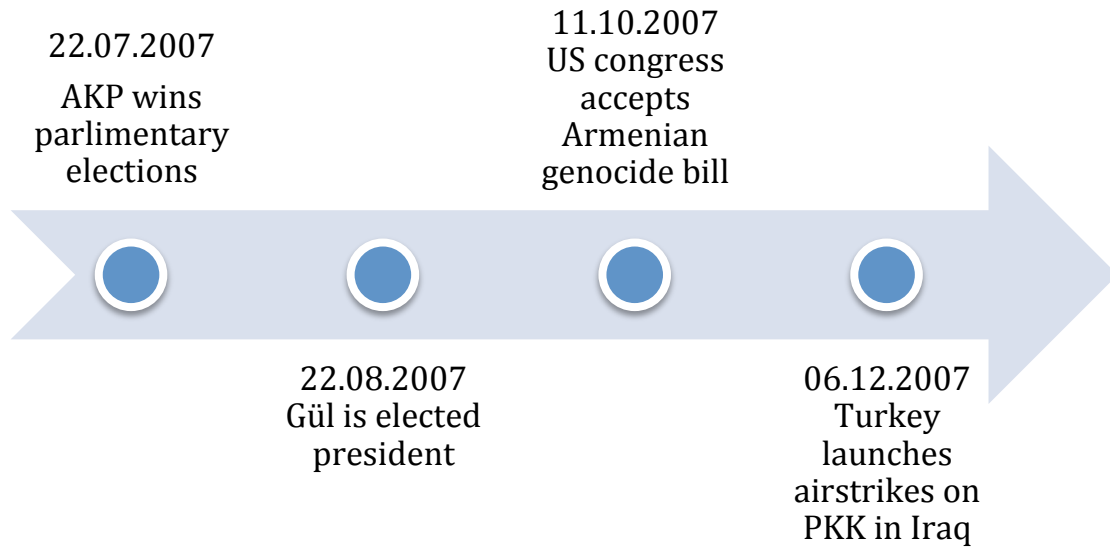 22.07.2007
AKP wins
parlimentary
elections
22.08.2007
Gül is elected
president
11.10.2007
US congress
accepts
Armenian
genocide bill
06.12.2007
Turkey
launches
airstrikes on
PKK in Iraq